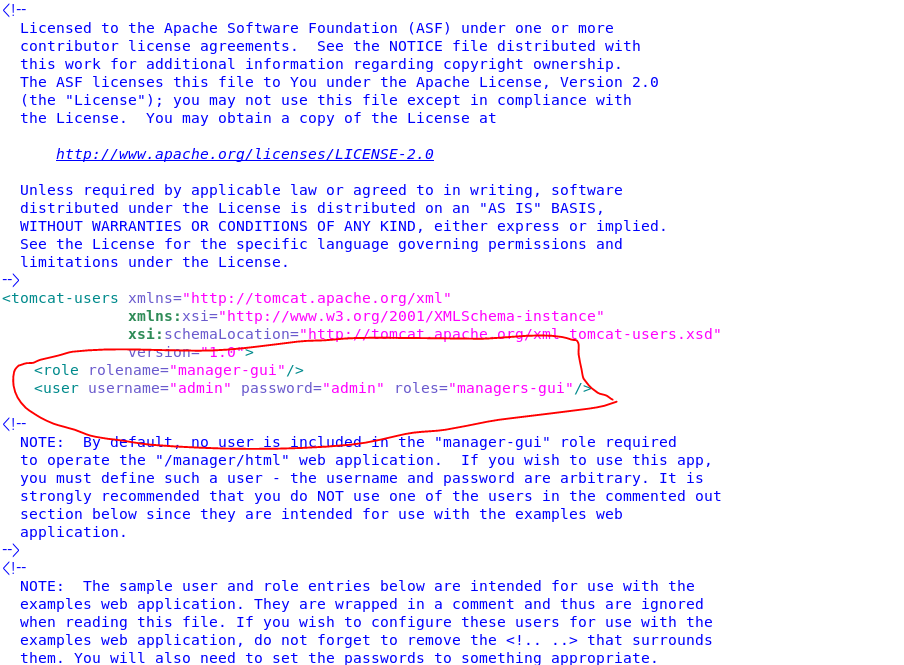 <!--
Licensed to the Apache Software Foundation (ASF) under one or more
contributor license agreements.  See the NOTICE file distributed with
this work for additional information regarding copyright ownership.
The ASF licenses this file to You under the Apache License, Version 2.0
(the "License"); you may not use this file except in compliance with
the License.  You may obtain a copy of the License at
http://www.apache.org/licenses/LICENSE-2.0
Unless required by applicable law or agreed to in writing, software
distributed under the License is distributed on an "AS IS" BASIS,
WITHOUT WARRANTIES OR CONDITIONS OF ANY KIND, either express or implied.
See the License for the specific language governing permissions and
limitations under the License.
-->
<tomcat-users xmlns="http://tomcat.apache.org/xml"
xmlns:xsi="http://www.w3.org/2001/XMLSchema-instance"
xsi:schemaLocation="http://tomcat.apache.org/xml tomcat-users.xsd"
version="1.0">
<role rolename="manager-gui"/>
<user username="admin" password="admin" roles="managers-gui"/>
<!--
NOTE:  By default, no user is included in the "manager-gui" role required
to operate the "/manager/html" web application.  If you wish to use this app,
you must define such a user - the username and password are arbitrary. It is
strongly recommended that you do NOT use one of the users in the commented out
section below since they are intended for use with the examples web
application.
-->
<!--
NOTE:  The sample user and role entries below are intended for use with the
examples web application. They are wrapped in a comment and thus are ignored
when reading this file. If you wish to configure these users for use with the
examples web application, do not forget to remove the <!.. ..> that surrounds
them. You will also need to set the passwords to something appropriate.